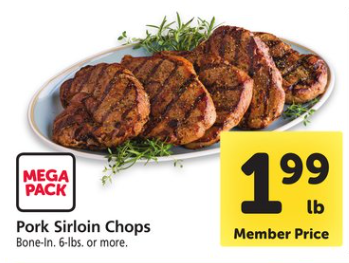 MEGA
PACK
Pork Sirloin Chops
Bone-In. 6-lbs. or more.
1.99
lb
Member Price